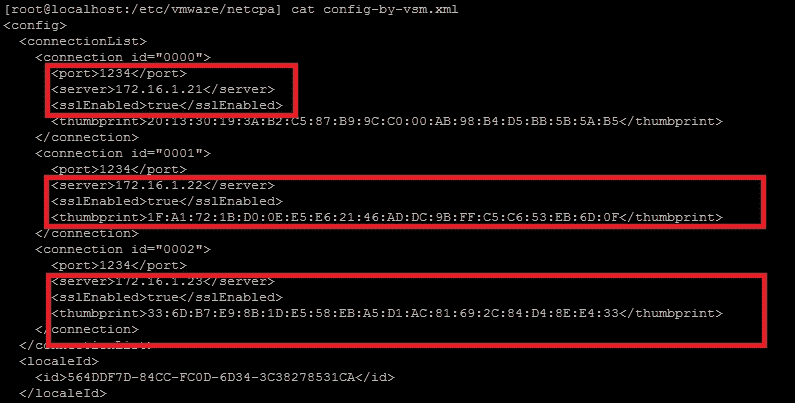 [root@localhost:/etc/vmware/netcpa] cat config-by-vsm.xml
<config>
<connectionList>
<connection id="0000">
<port>1234</port>
<server>172.16.1.21</server>
<sslEnabled>true</sslEnabled>
<thumbprint>20:13:30:19:3A:B2:C5:87:B9:9C:C0:00:AB:98:B4:D5:BB:5B:5A:B5</thumbprint>
</connection>
<connection id="0001">
<port>1234</port>
<server>172.16.1.22</server>
<sslEnabled>true</sslEnabled>
<thumbprint>1F:A1:72:1B:D0:0E:E5:E6:21:46:AD:DC:9B:FF:C5:C6:53:EB:6D:0F</thumbprint>
</connection>
<connection id="0002">
<port>1234</port>
<server>172.16.1.23</server>
<sslEnabled>true</sslEnabled>
<thumbprint>33:6D:B7:E9:8B:1D:E5:58:EB:A5:D1:AC:81:69:2C:84:D4:8E:E4:33</thumbprint>
</connection>
</connectionList>
<localeId>
<id>564DDF7D-84CC-FC0D-6D34-3C38278531CA</id>
</localeId>